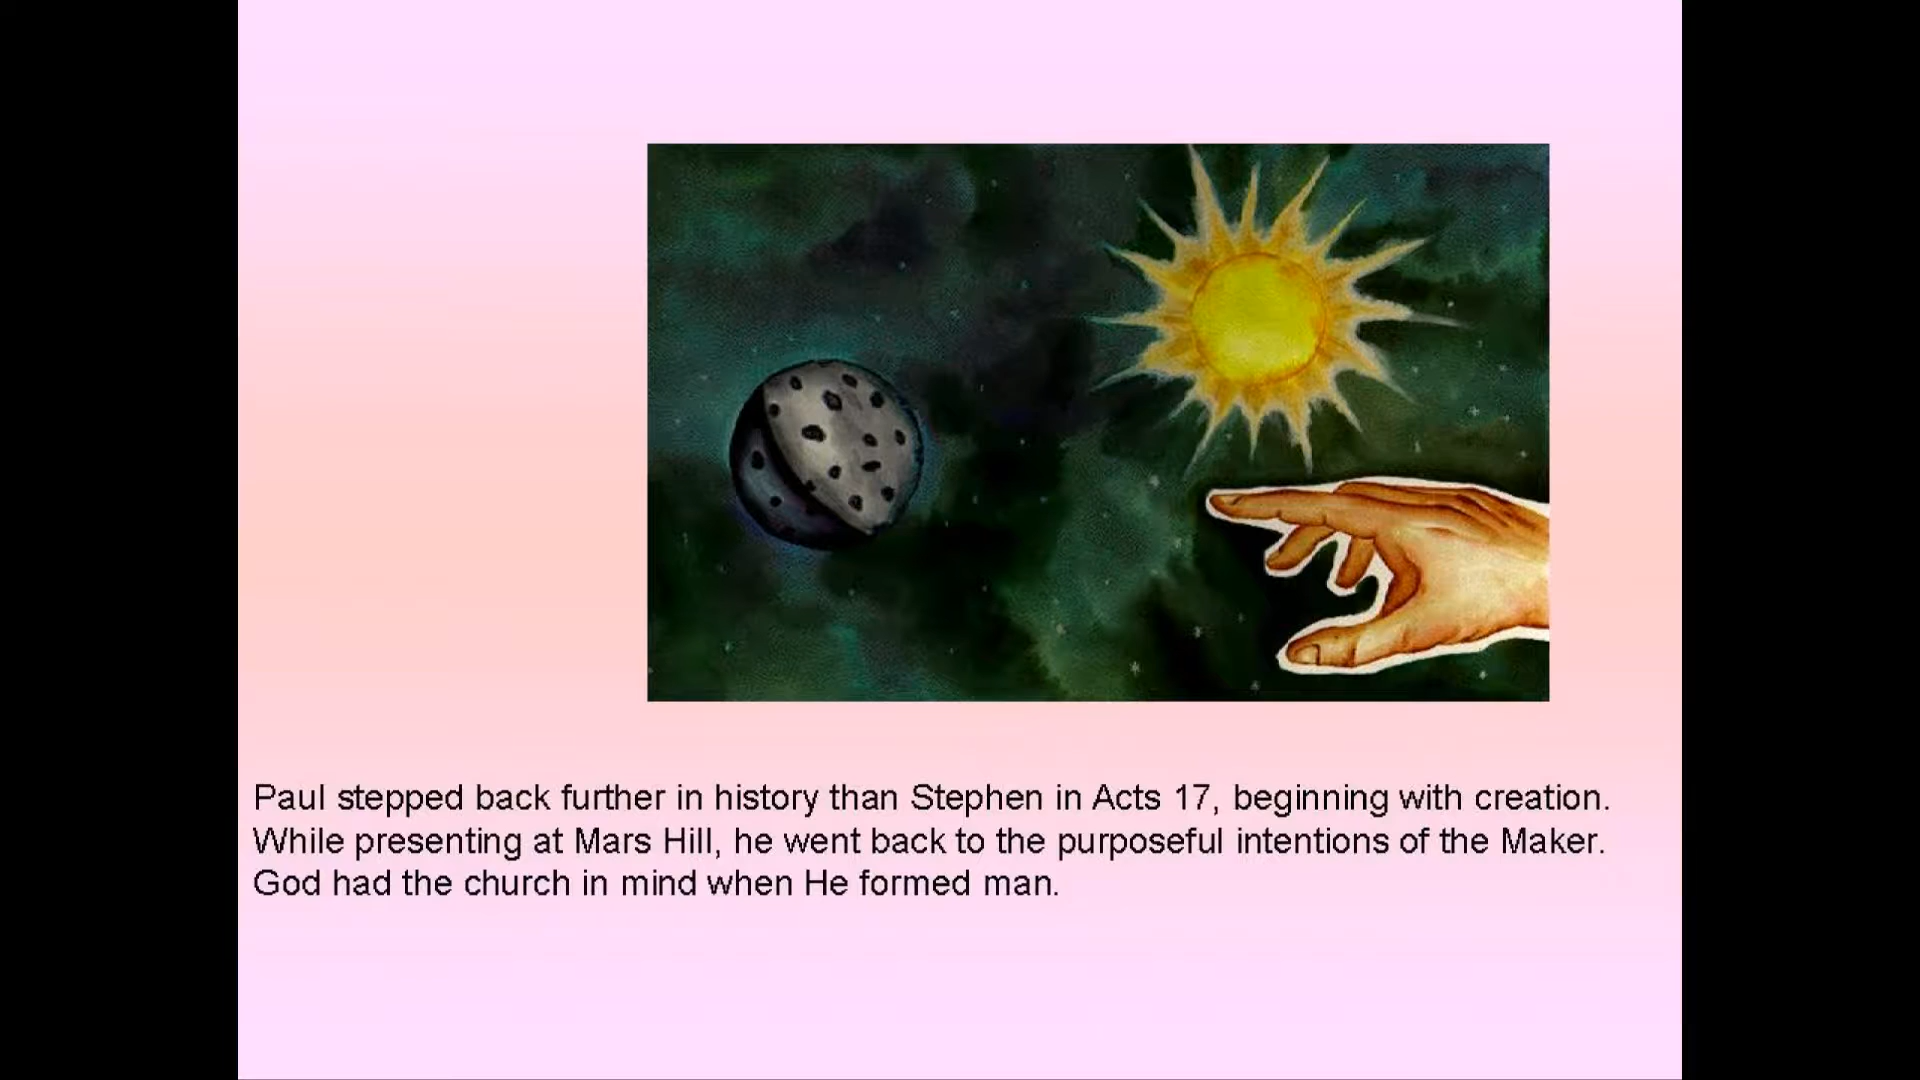 Paul stepped back further in history than Stephen in Acts 17, beginning with creation.
While presenting at Mars Hill, he went back to the purposeful intentions of the Maker.
God had the church in mind when He formed man.